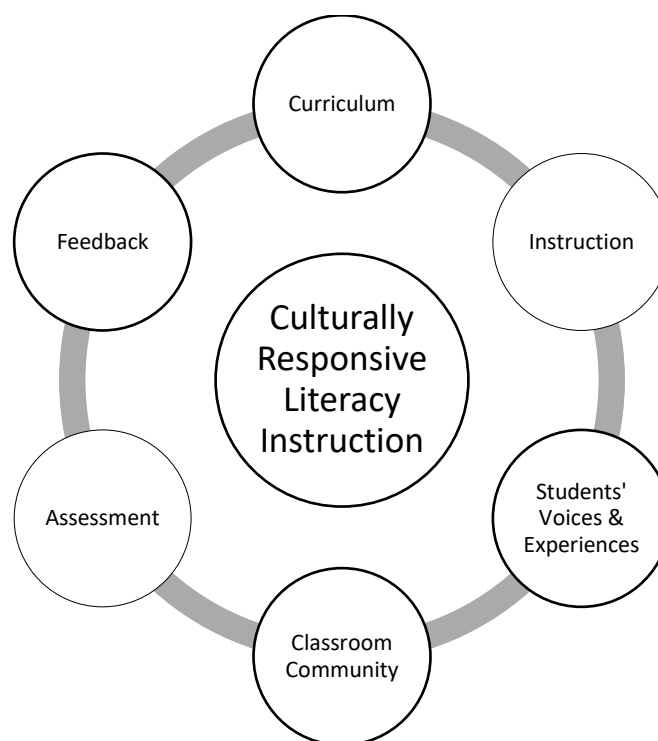 Curriculum
Instruction
Students'
Voices &
Experiences
Classroom
Community
Assessment
Feedback
Culturally
Responsive
Literacy
Instruction